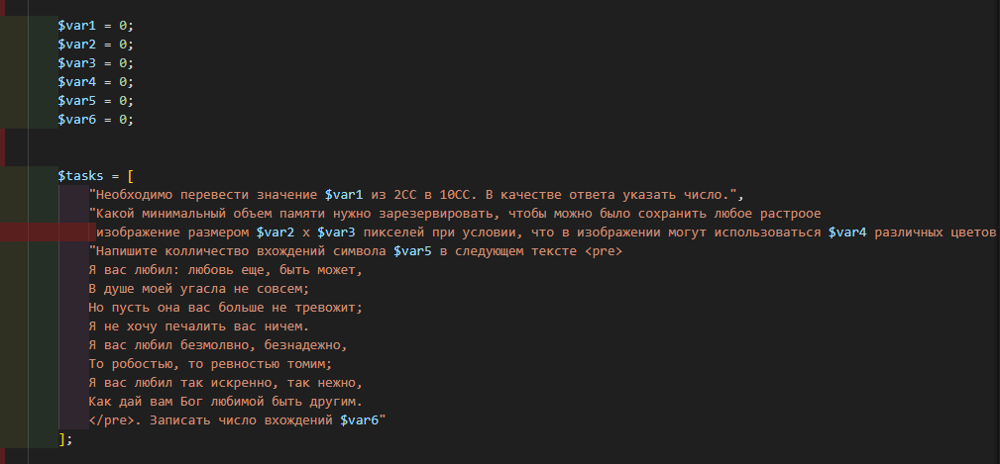 $var1 = 0;
$var2 = 0;
$var3 = 0;
$var4 = 0;
$var5 = 0;
$var6 = 0;
$tasks = [
"Необходимо перевести значение $var1 из 2СС в 10СС. В качестве ответа указать число.",
"Какой минимальный объем памяти нужно зарезервировать, чтобы можно было сохранить любое растроое
изображение размером $var2 x $var3 пикселей при условии, что в изображении могут использоваться $var4 различных цветов
"Напишите колличество вхождений символа $var5 в следующем тексте <pre>
Я вас любил: любовь еще, быть может,
В душе моей угасла не совсем;
Но пусть она вас больше не тревожит;
Я не хочу печалить вас ничем.
Я вас любил безмолвно, безнадежно,
То робостью, то ревностью томим;
Я вас любил так искренно, так нежно,
Как дай вам Бог любимой быть другим.
</pre>. Записать число вхождений $var6"
];